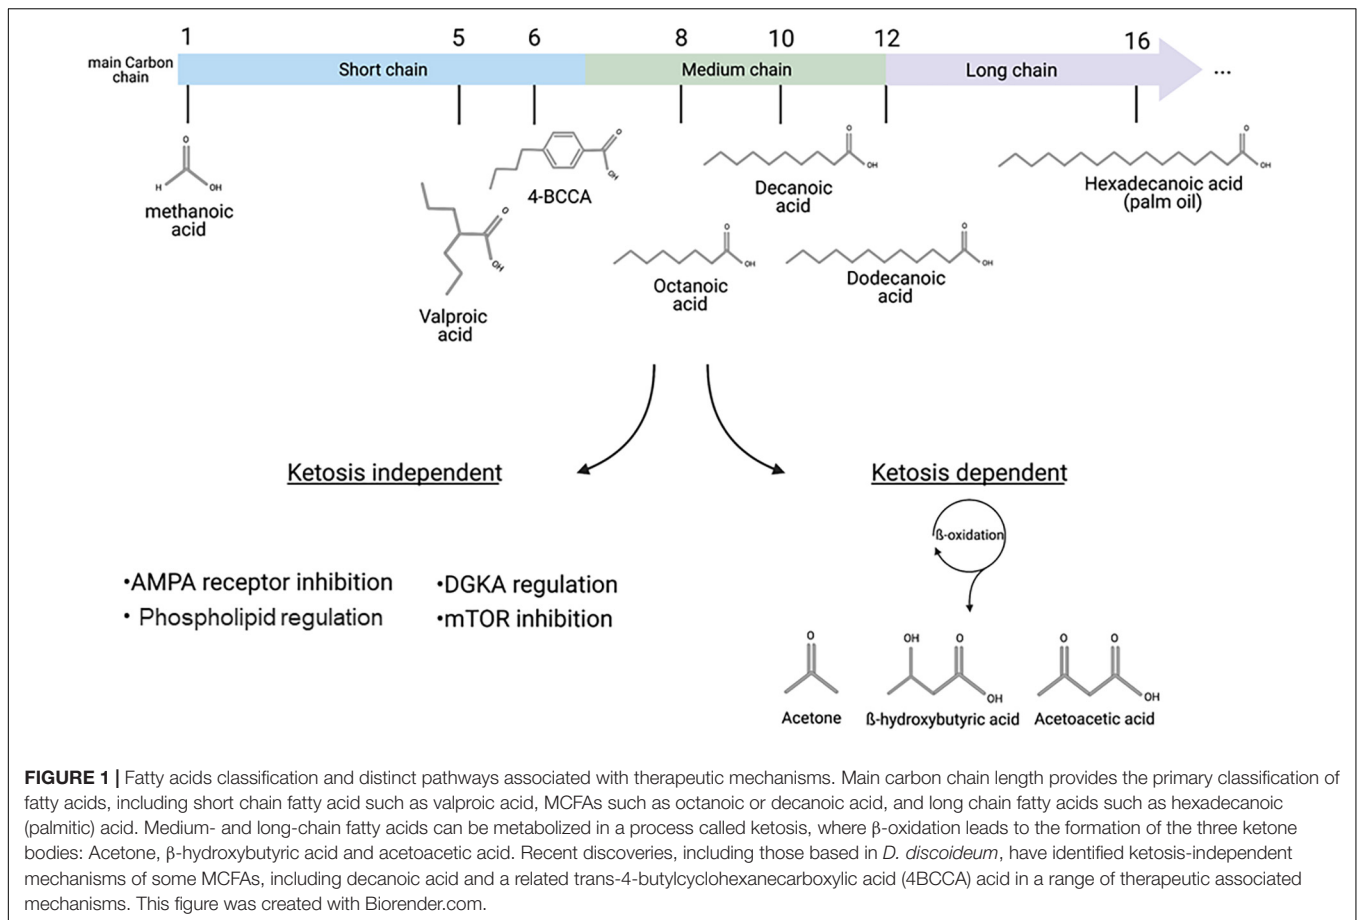 1 5 6 8 10 12 16
main Carbon
chain
Short chain Medium chain Long chain ...
O
H OH
methanoic
acid
O
OH
4-BCCA
O
OH
Valproic
acid
O
OH
Decanoic
acid
O
OH
Octanoic
acid
O
OH
Dodecanoic
acid
O
OH
Hexadecanoic acid
(palm oil)
Ketosis independent
•AMPA receptor inhibition
• Phospholipid regulation
•DGKA regulation
•mTOR inhibition
Ketosis dependent
ß-oxidation
O
Acetone
OH O
OH
ß-hydroxybutyric acid
O O
OH
Acetoacetic acid
FIGURE 1 | Fatty acids classification and distinct pathways associated with therapeutic mechanisms. Main carbon chain length provides the primary classification of
fatty acids, including short chain fatty acid such as valproic acid, MCFAs such as octanoic or decanoic acid, and long chain fatty acids such as hexadecanoic
(palmitic) acid. Medium- and long-chain fatty acids can be metabolized in a process called ketosis, where β-oxidation leads to the formation of the three ketone
bodies: Acetone, β-hydroxybutyric acid and acetoacetic acid. Recent discoveries, including those based in D. discoideum, have identified ketosis-independent
mechanisms of some MCFAs, including decanoic acid and a related trans-4-butylcyclohexanecarboxylic acid (4BCCA) acid in a range of therapeutic associated
mechanisms. This figure was created with Biorender.com.